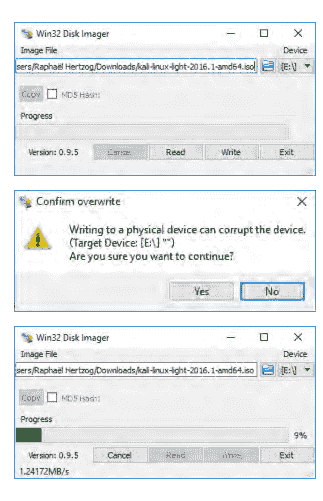 Win32 Disk Imager
Image File
Device
sers/Raphaël Hertzog/Downloads/kali-linux-light-2016.1-amd64.iso
[E:\]
Copy
MD5 Hash:
Progress
Version: 0.9.5
Cancel
Read
Write
Exit
Confirm overwrite
Writing to a physical device can corrupt the device.
(Target Device: [E:\] "")
Are you sure you want to continue?
Yes
No
Win32 Disk Imager
Image File
Device
sers/Raphaël Hertzog/Downloads/kali-linux-light-2016.1-amd64.iso
[E:\]
Copy
MD5 Hash:
Progress
9%
Version: 0.9.5
Cancel
Read
Write
Exit
1.24172MB/s